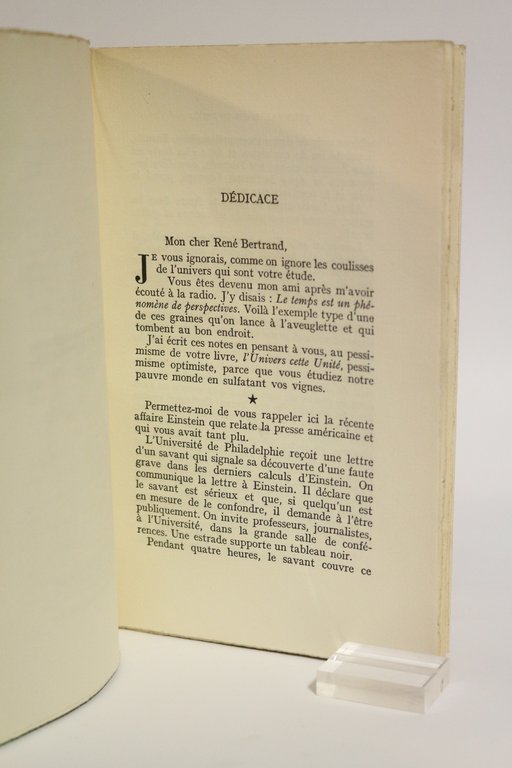 DÉDICACE
Mon cher René Bertrand,
JE vous ignorais, comme on ignore les coulisses
de l'univers qui sont votre étude.
Vous êtes devenu mon ami après m'avoir
écouté à la radio. J'y disais : Le temps est un phé-
nomène de perspectives. Voilà l'exemple type d'une
de ces graines qu'on lance à l'aveuglette et qui
tombent au bon endroit.
J'ai écrit ces notes en pensant à vous, au pessi-
misme de votre livre, l'Univers cette Unité, pessi-
misme optimiste, parce que vous étudiez notre
pauvre monde en sulfatant vos vignes.
★
Permettez-moi de vous rappeler ici la récente
affaire Einstein que relate la presse américaine et
qui vous avait tant plu.
L'Université de Philadelphie reçoit une lettre
d'un savant qui signale sa découverte d'une faute
grave dans les derniers calculs d'Einstein. On
communique la lettre à Einstein. Il déclare que
le savant est sérieux et que, si quelqu'un est
en mesure de le confondre, il demande à l'être
publiquement. On invite professeurs, journalistes,
à l'Université, dans la grande salle de confé-
rences. Une estrade supporte un tableau noir.
Pendant quatre heures, le savant couvre ce